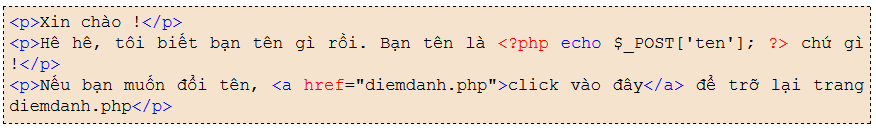 <p>Xin chào !</p>
<p>Hê hê, tôi biết bạn tên gì rồi. Bạn tên là <?php echo $_POST['ten']; ?> chứ gì
!</p>
<p>Nếu bạn muốn đổi tên, <a href="diemdanh.php">click vào đây</a> để trỡ lại trang
diemdanh.php</p>